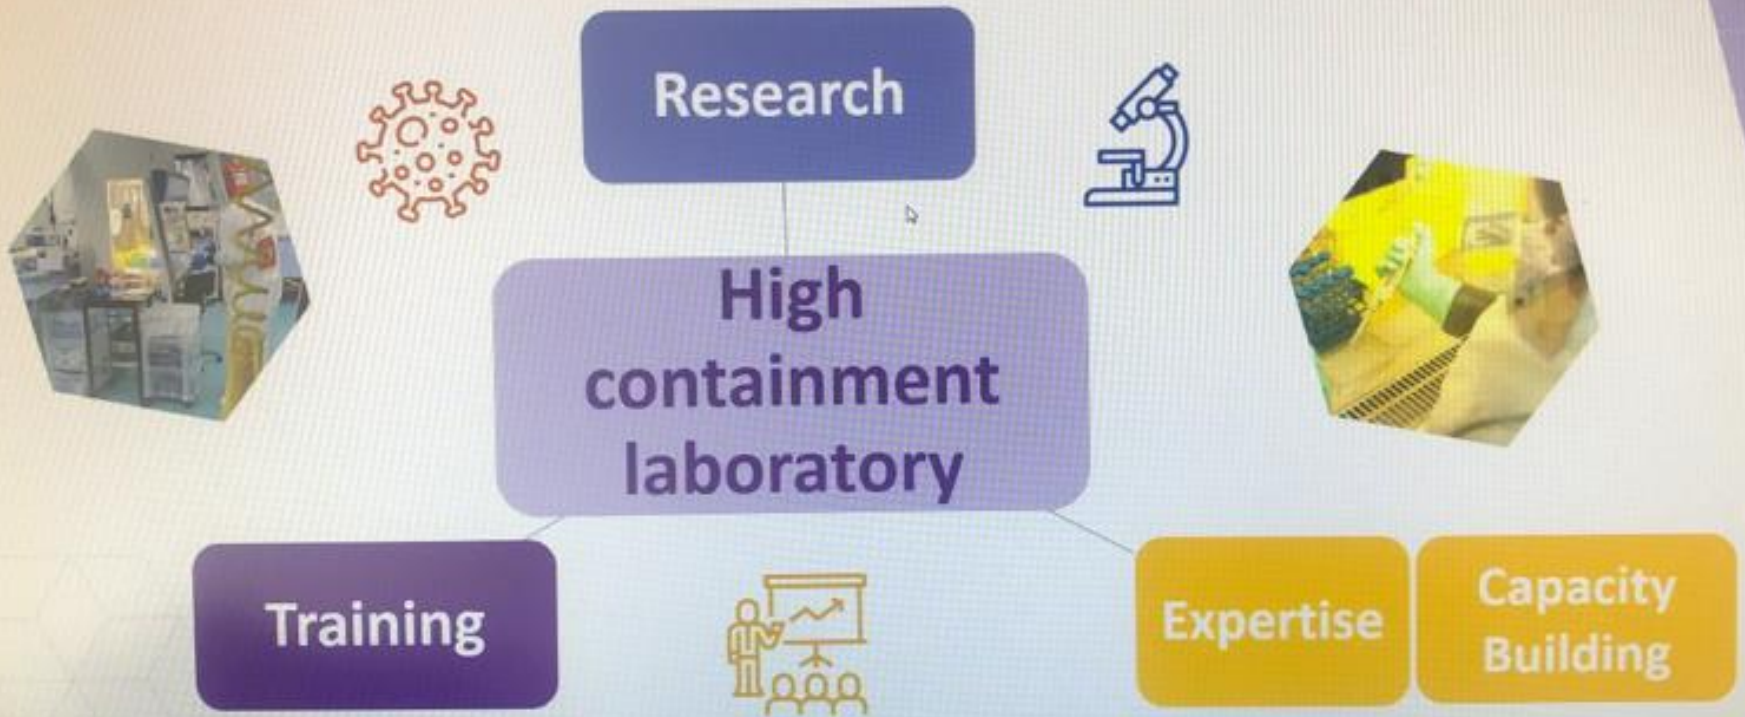 Research
High
containment
laboratory
Training
Expertise
Capacity
Building